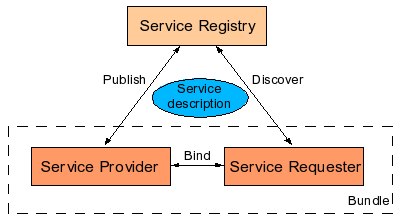 Service Registry
Publish
Discover
Service
description
Bind
Service Provider
Service Requester
Bundle